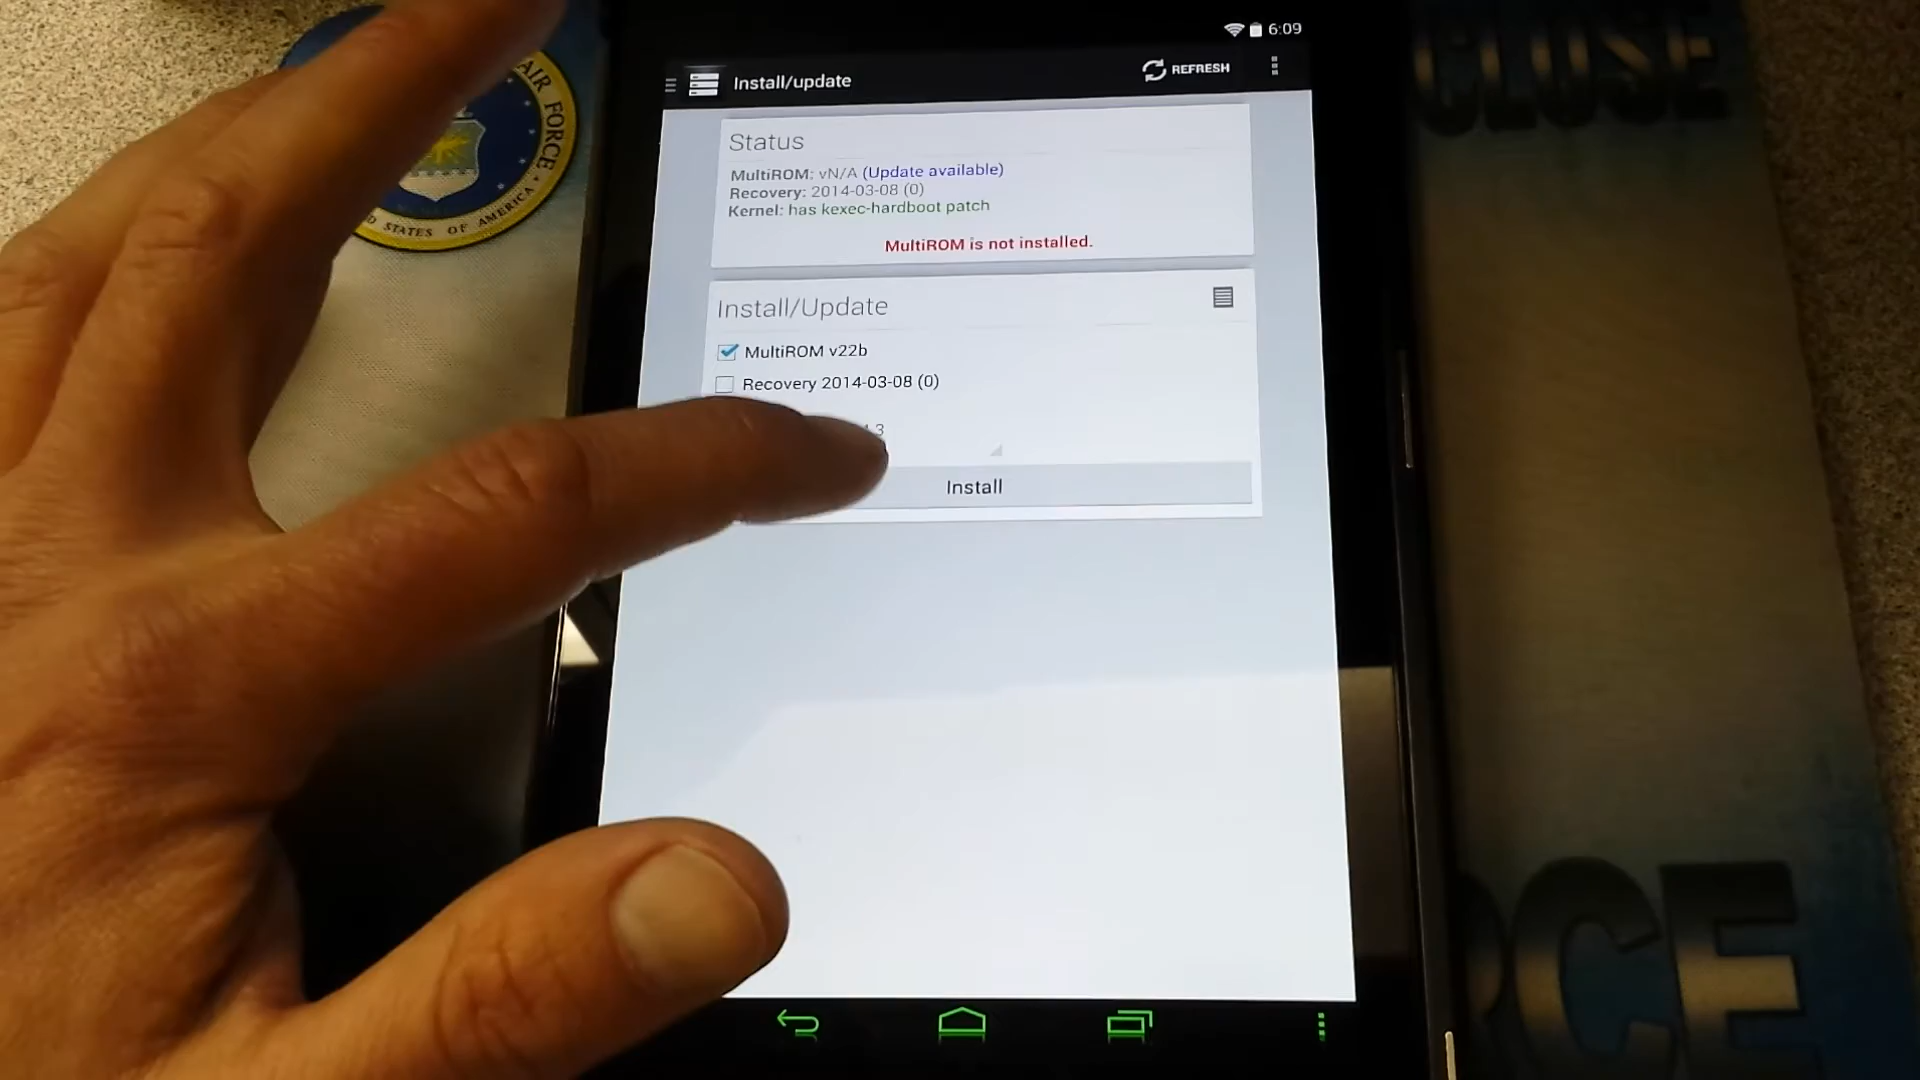 6:09
Install/update
REFRESH
Status
MultiROM: vN/A (Update available)
Recovery: 2014-03-08 (0)
Kernel: has kexec-hardboot patch
MultiROM is not installed.
Install/Update
MultiROM v22b
Recovery 2014-03-08 (0)
Install
AIR FORCE
STATES OF AMERICA
CLOSE